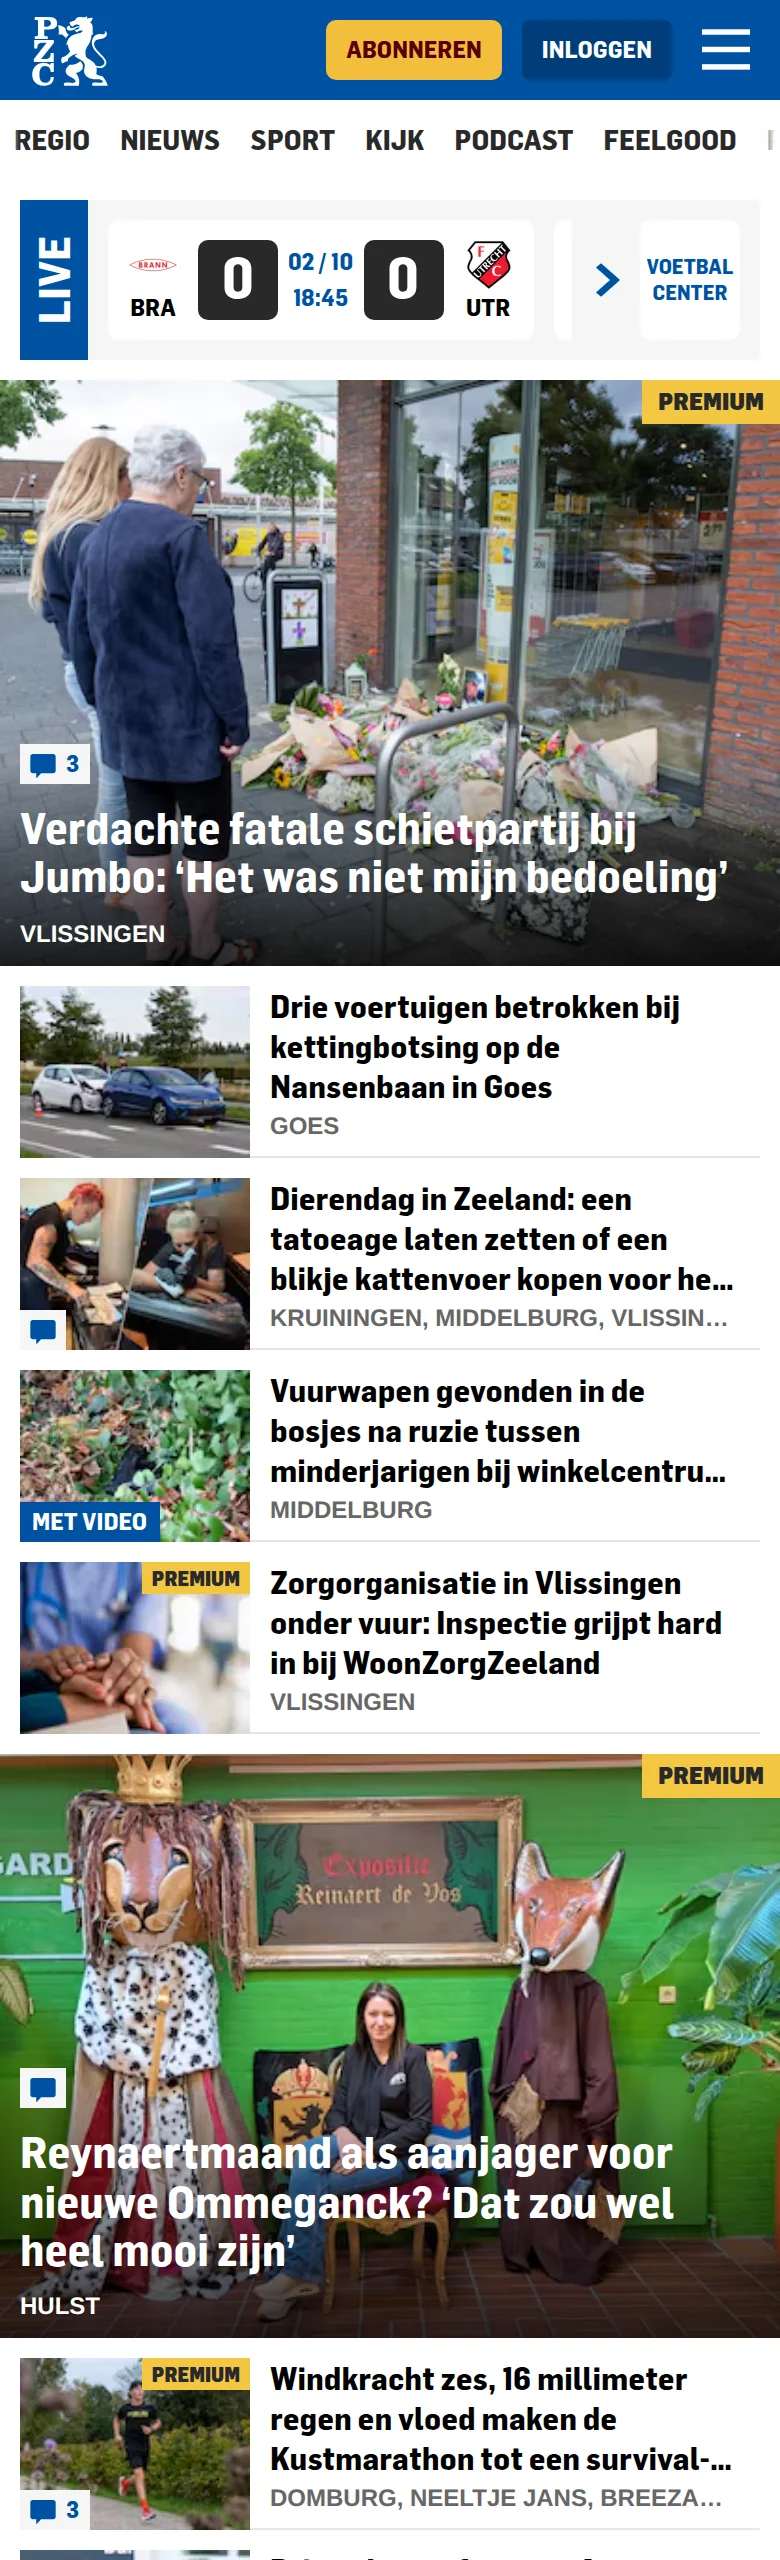 PZC
ABONNEREN
INLOGGEN
REGIO NIEUWS SPORT KIJK PODCAST FEELGOOD
LIVE
BRANN
BRA
0
02 / 10
18:45
0
FC
UTRECHT
UTR
VOETBAL
CENTER
PREMIUM
3
Verdachte fatale schietpartij bij
Jumbo: ‘Het was niet mijn bedoeling’
VLISSINGEN
Drie voertuigen betrokken bij
kettingbotsing op de
Nansenbaan in Goes
GOES
Dierendag in Zeeland: een
tatoeage laten zetten of een
blikje kattenvoer kopen voor he...
KRUININGEN, MIDDELBURG, VLISSIN...
Vuurwapen gevonden in de
bosjes na ruzie tussen
minderjarigen bij winkelcentru...
MIDDELBURG
MET VIDEO
PREMIUM
Zorgorganisatie in Vlissingen
onder vuur: Inspectie grijpt hard
in bij WoonZorgZeeland
VLISSINGEN
PREMIUM
GARD
Expositie
Reinaert de Vos
Reynaertmaand als aanjager voor
nieuwe Ommeganck? ‘Dat zou wel
heel mooi zijn’
HULST
PREMIUM
3
Windkracht zes, 16 millimeter
regen en vloed maken de
Kustmarathon tot een survival-...
DOMBURG, NEELTJE JANS, BREEZA...